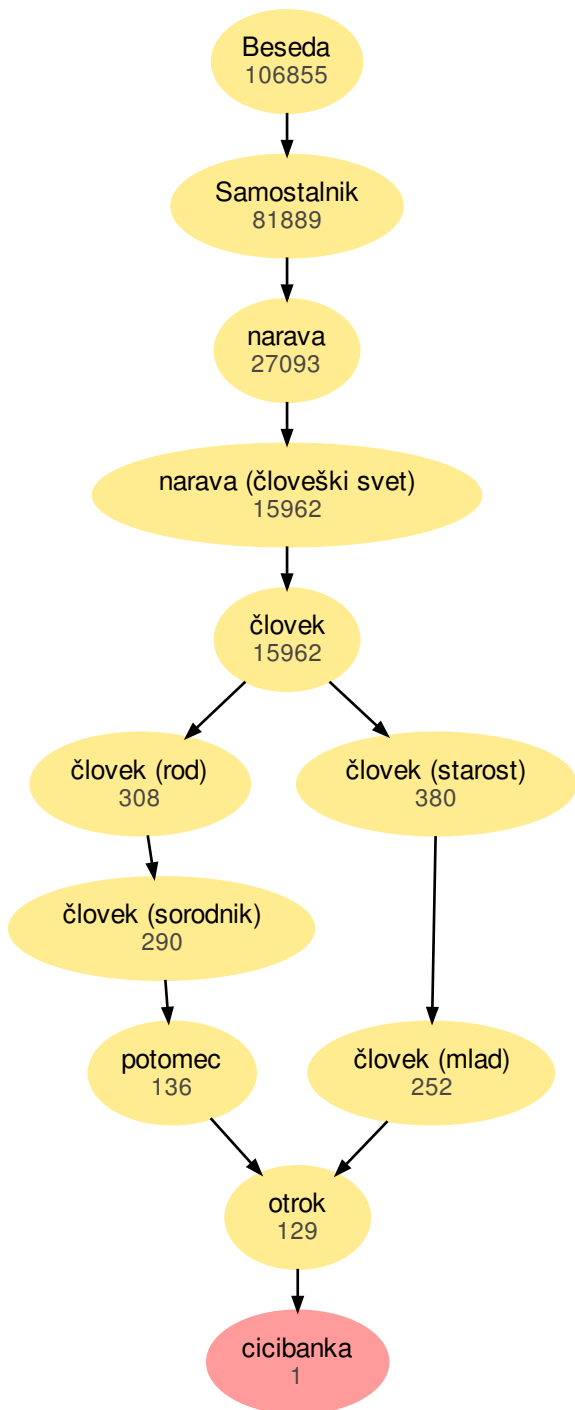 Beseda
106855
Samostalnik
81889
narava
27093
narava (človeški svet)
15962
človek
15962
človek (rod)
308
človek (starost)
380
človek (sorodnik)
290
potomec
136
človek (mlad)
252
otrok
129
cicibanka
1